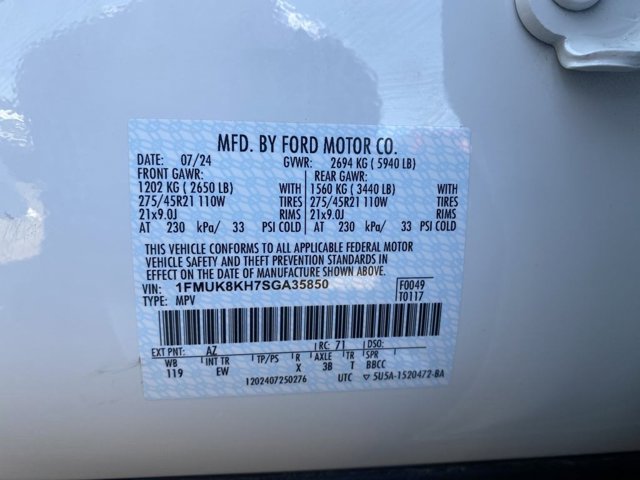 MFD. BY FORD MOTOR CO.
DATE: 07/24 GVWR: 2694 KG ( 5940 LB)
FRONT GAWR: REAR GAWR:
1202 KG ( 2650 LB) WITH 1560 KG ( 3440 LB) WITH
275/45R21 110W TIRES 275/45R21 110W TIRES
21x9.0J RIMS 21x9.0J RIMS
AT 230 kPa/ 33 PSI COLD AT 230 kPa/ 33 PSI COLD
THIS VEHICLE CONFORMS TO ALL APPLICABLE FEDERAL MOTOR
VEHICLE SAFETY AND THEFT PREVENTION STANDARDS IN
EFFECT ON THE DATE OF MANUFACTURE SHOWN ABOVE.
VIN: 1FMUK8KH7SGA35850 F0049
TYPE: MPV T0117
EXT PNT: AZ RC: 71 DSO:
WB INT TR TP/PS R AXLE TR SPR
119 EW X 3B T BBCC
1202407250276 UTC ▽ 5U5A-1520472-BA